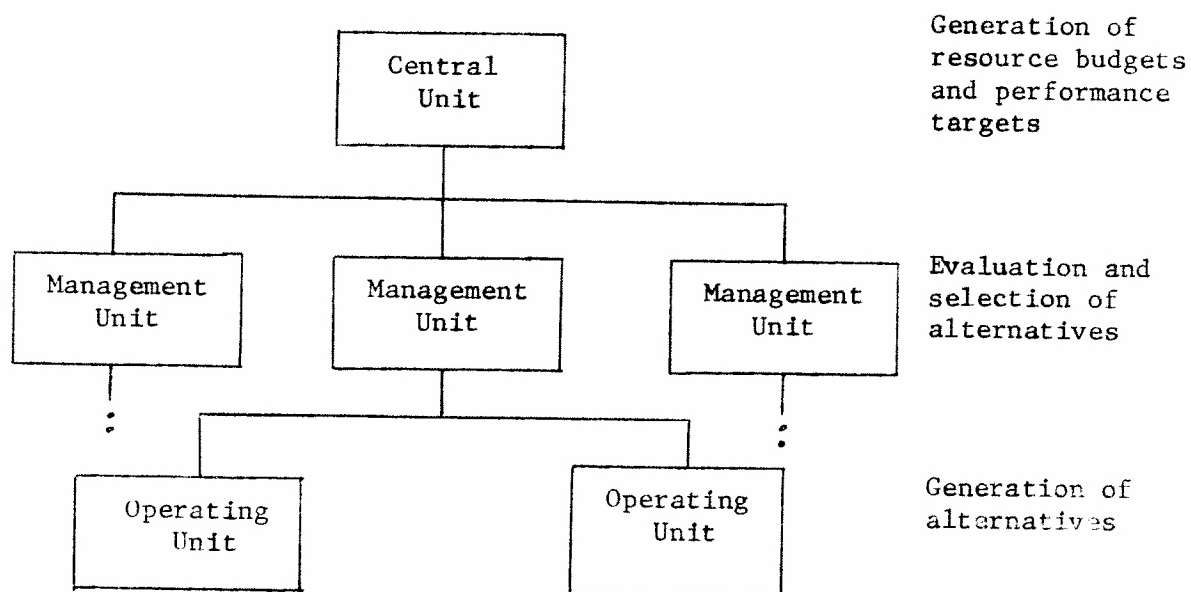 Central
Unit
Generation of
resource budgets
and performance
targets
Management
Unit
Management
Unit
Management
Unit
Evaluation and
selection of
alternatives
Operating
Unit
Operating
Unit
Generation of
alternatives